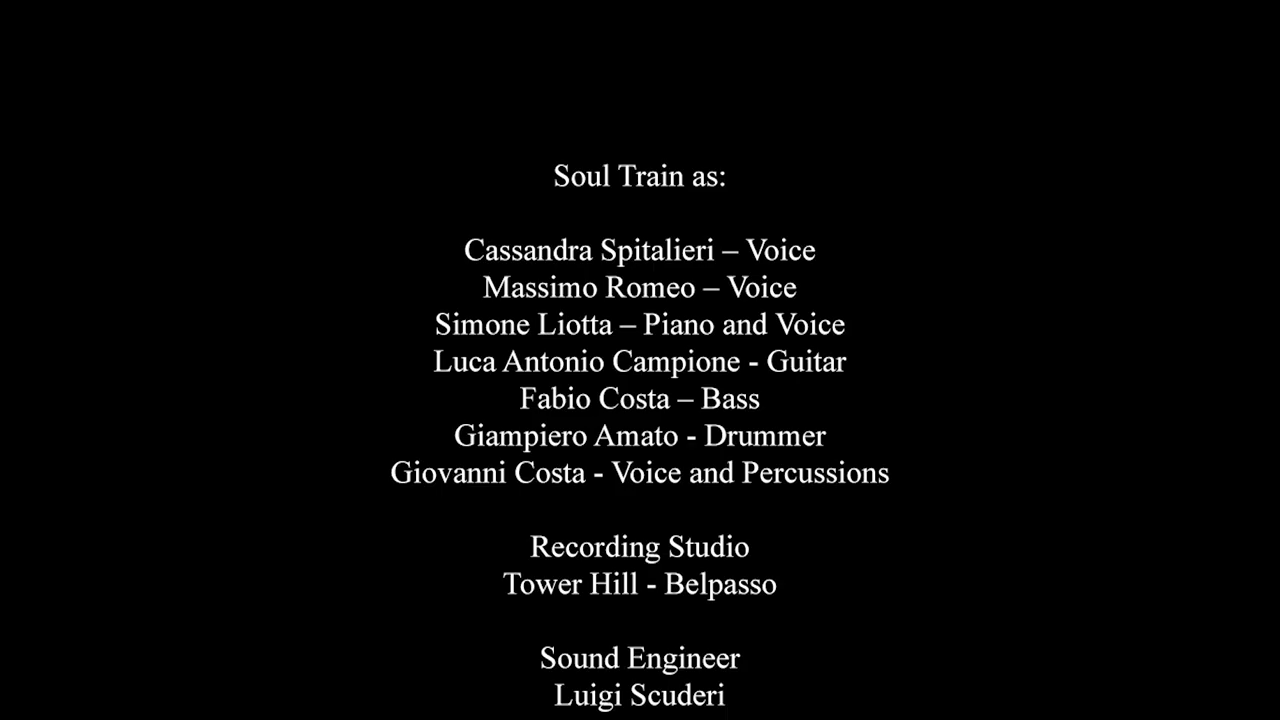 Soul Train as:
Cassandra Spitalieri – Voice
Massimo Romeo – Voice
Simone Liotta – Piano and Voice
Luca Antonio Campione - Guitar
Fabio Costa – Bass
Giampiero Amato - Drummer
Giovanni Costa - Voice and Percussions
Recording Studio
Tower Hill - Belpasso
Sound Engineer
Luigi Scuderi